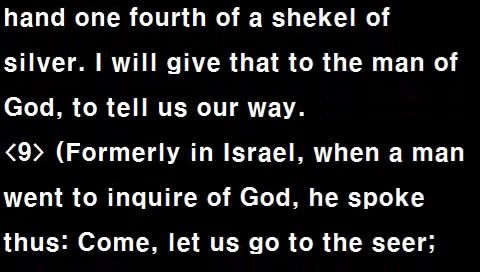 hand one fourth of a shekel of
silver. I will give that to the man of
God, to tell us our way.
<9> (Formerly in Israel, when a man
went to inquire of God, he spoke
thus: Come, let us go to the seer;